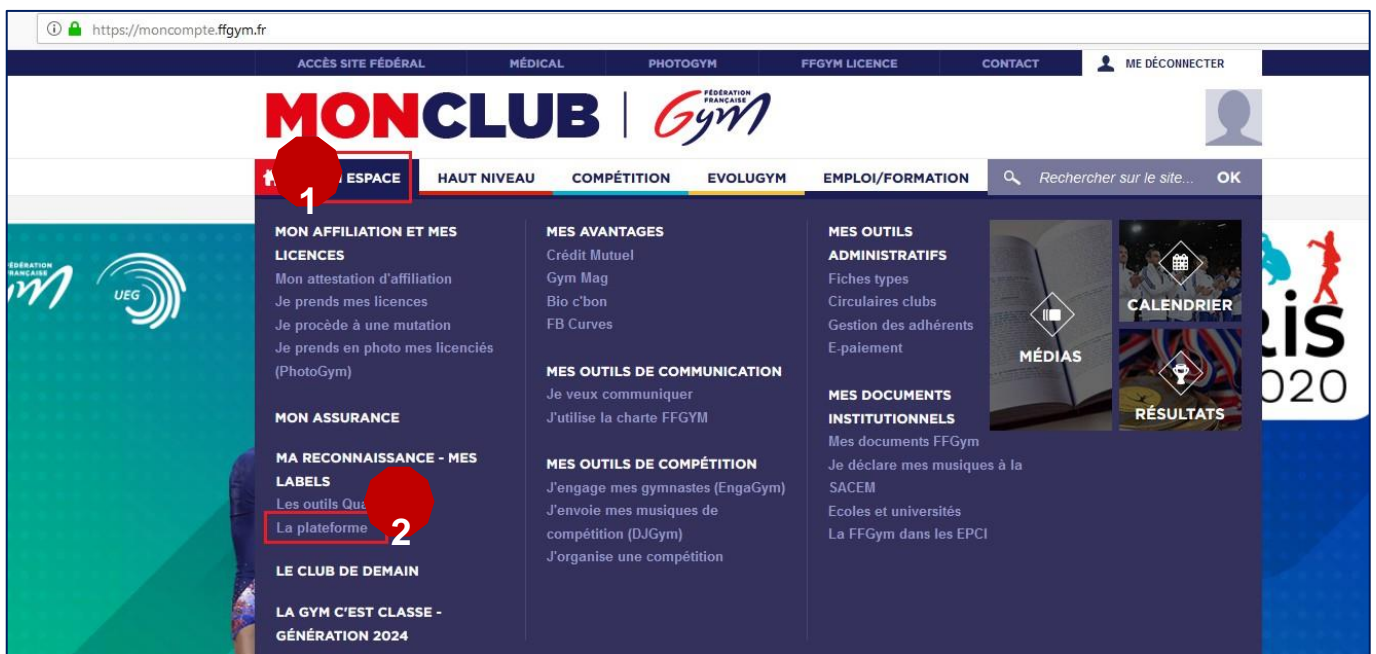 https://moncompte.ffgym.fr
ACCÈS SITE FÉDÉRAL MÉDICAL PHOTOGYM FFGYM LICENCE CONTACT ME DÉCONNECTER
MONCLUB
FÉDÉRATION
FRANÇAISE
Gym
ESPACE HAUT NIVEAU COMPÉTITION EVOLUGYM EMPLOI/FORMATION Rechercher sur le site... OK
1
MON AFFILIATION ET MES
LICENCES
Mon attestation d'affiliation
Je prends mes licences
Je procède à une mutation
Je prends en photo mes licenciés
(PhotoGym)
MON ASSURANCE
MA RECONNAISSANCE - MES
LABELS
Les outils
La plateforme
2
LE CLUB DE DEMAIN
LA GYM C'EST CLASSE -
GÉNÉRATION 2024
MES AVANTAGES
Crédit Mutuel
Gym Mag
Bio c'bon
FB Curves
MES OUTILS DE COMMUNICATION
Je veux communiquer
J'utilise la charte FFGYM
MES OUTILS DE COMPÉTITION
J'engage mes gymnastes (EngaGym)
J'envoie mes musiques de
compétition (DJGym)
J'organise une compétition
MES OUTILS
ADMINISTRATIFS
Fiches types
Circulaires clubs
Gestion des adhérents
E-paiement
MES DOCUMENTS
INSTITUTIONNELS
Mes documents FFGym
Je déclare mes musiques à la
SACEM
Ecoles et universités
La FFGym dans les EPCI
MÉDIAS
CALENDRIER
RÉSULTATS
UEG
ris
020